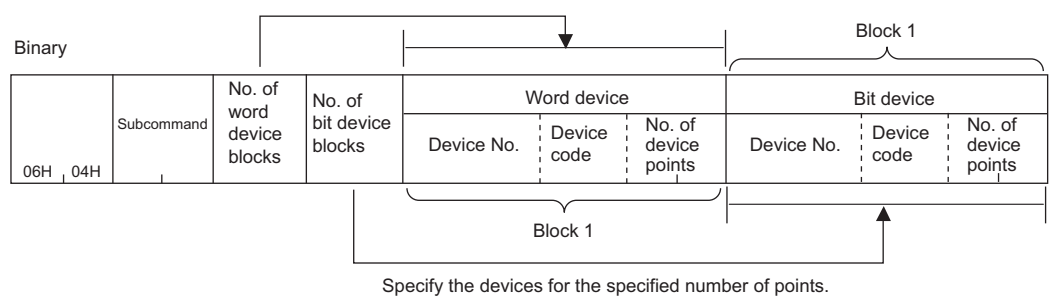 Binary
Block 1
06H 04H
Subcommand
No. of
word
device
blocks
No. of
bit device
blocks
Word device
Device No.
Device
code
No. of
device
points
Bit device
Device No.
Device
code
No. of
device
points
Block 1
Specify the devices for the specified number of points.